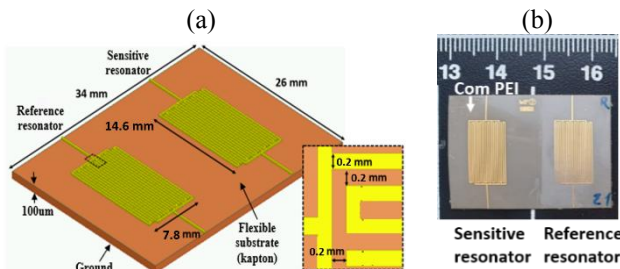 (a)
Sensitive
resonator
34 mm
26 mm
Reference
resonator
14.6 mm
0.2 mm
0.2 mm
100um
7.8 mm
Flexible
substrate
(kapton)
0.2 mm
Ground
(b)
13 14 15 16
Com PEI
Sensitive
resonator
Reference
resonator